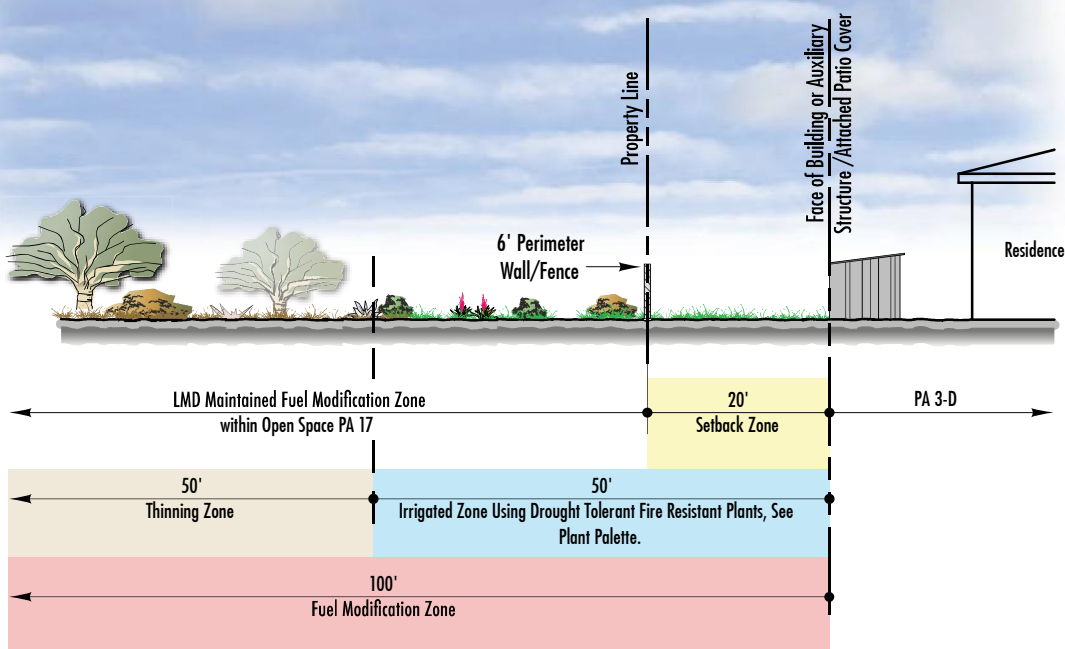 Property Line
Face of Building or Auxiliary
Structure /Attached Patio Cover
6' Perimeter
Wall/Fence
Residence
LMD Maintained Fuel Modification Zone
within Open Space PA 17
20'
Setback Zone
PA 3-D
50'
Thinning Zone
50'
Irrigated Zone Using Drought Tolerant Fire Resistant Plants, See
Plant Palette.
100'
Fuel Modification Zone